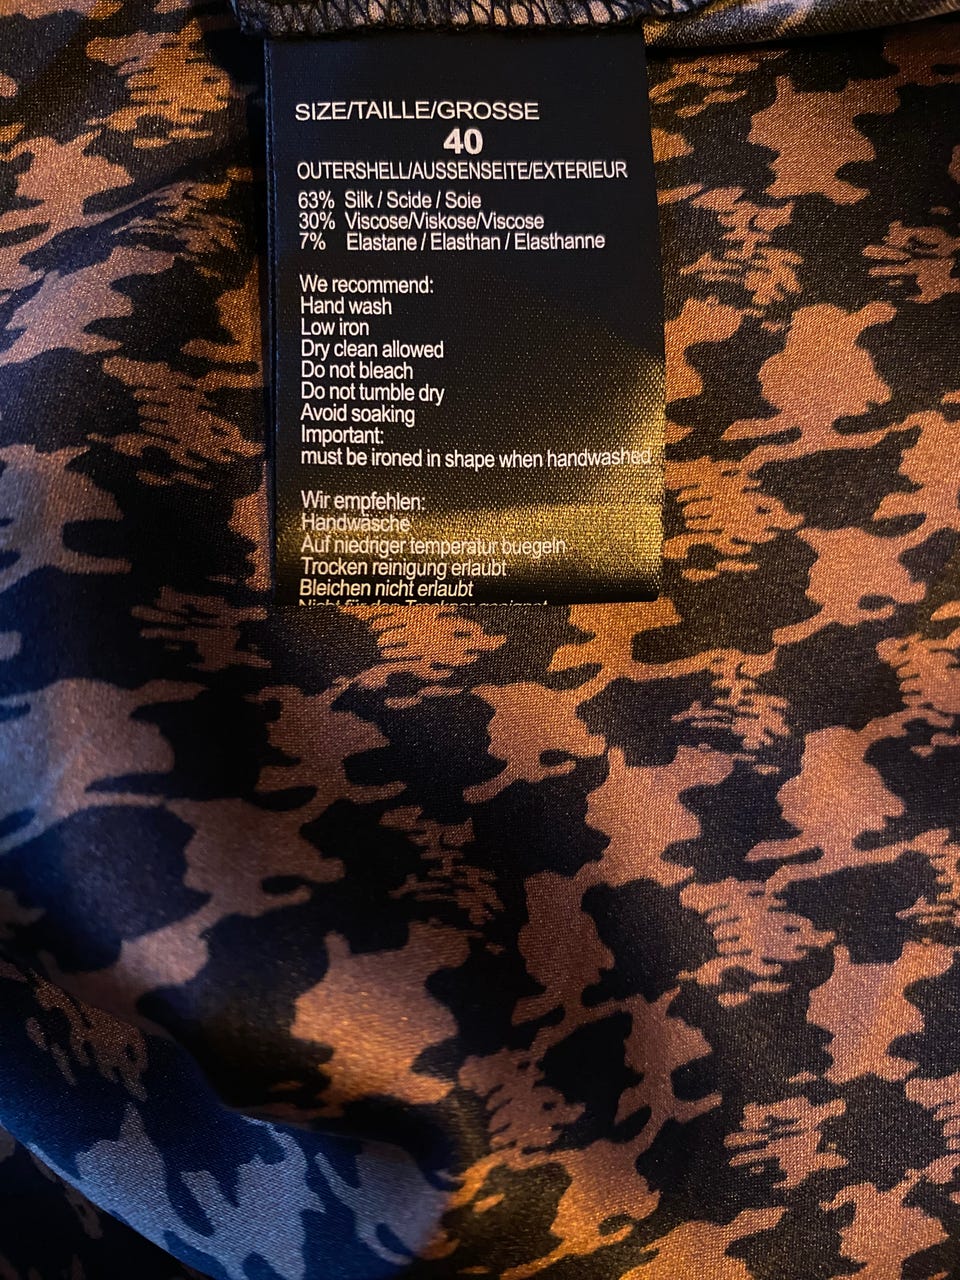 SIZE/TAILLE/GROSSE
40
OUTERSHELL/AUSSENSEITE/EXTERIEUR
63% Silk / Scide / Soie
30% Viscose/Viskose/Viscose
7% Elastane / Elasthan / Elasthanne
We recommend:
Hand wash
Low iron
Dry clean allowed
Do not bleach
Do not tumble dry
Avoid soaking
Important:
must be ironed in shape when handwashed.
Wir empfehlen:
Handwäsche
Auf niedriger temperatur buegeln
Trocken reinigung erlaubt
Bleichen nicht erlaubt